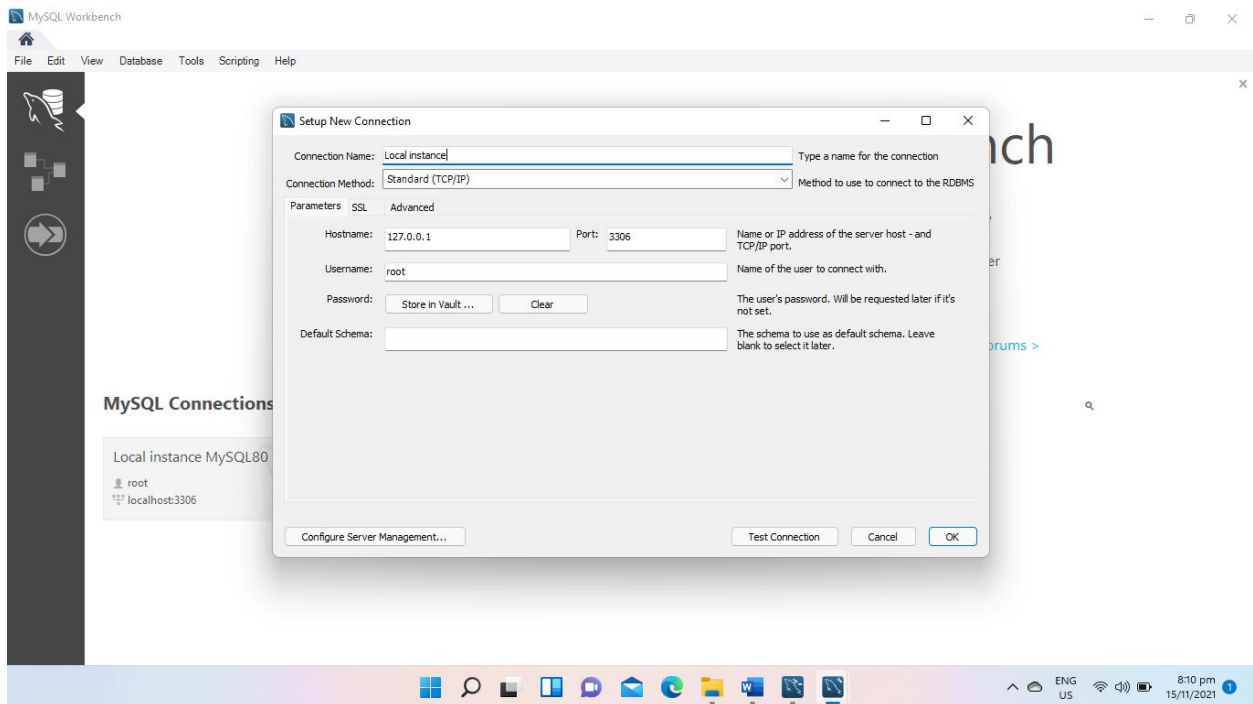 MySQL Workbench
File Edit View Database Tools Scripting Help
Setup New Connection
Connection Name: Local instance Type a name for the connection
Connection Method: Standard (TCP/IP) Method to use to connect to the RDBMS
Parameters SSL Advanced
Hostname: 127.0.0.1 Port: 3306 Name or IP address of the server host - and
TCP/IP port.
Username: root Name of the user to connect with.
Password: Store in Vault ... Clear The user's password. Will be requested later if it's
not set.
Default Schema: The schema to use as default schema. Leave
blank to select it later.
nch
er
orums >
MySQL Connections
Local instance MySQL80
root
localhost:3306
Configure Server Management... Test Connection Cancel OK
ENG
US
8:10 pm
15/11/2021
1